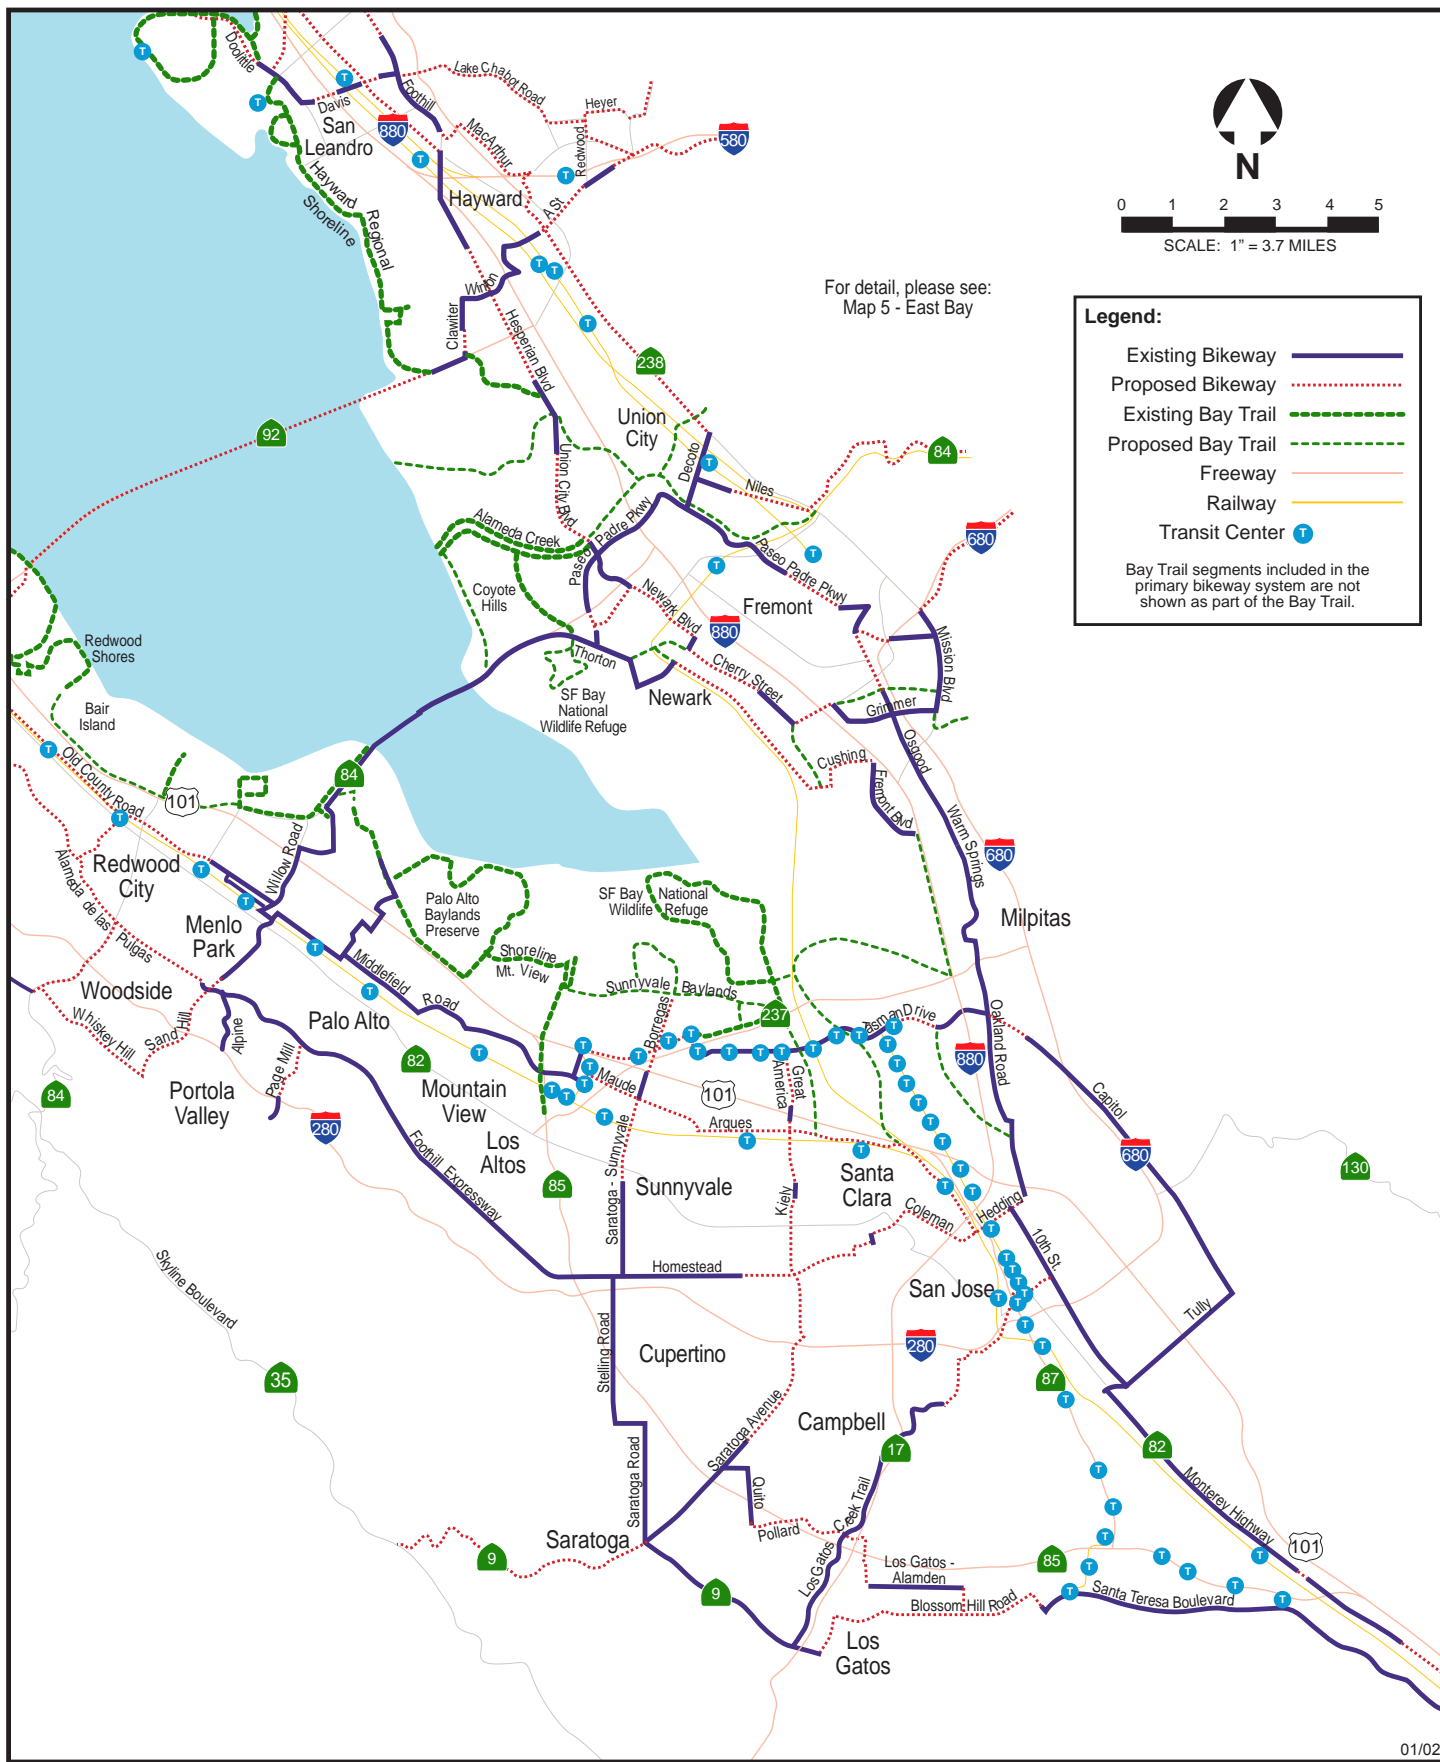 Doolittle
Davis
San
Leandro
880
Foothill
Lake Chabot Road
Heyer
MacArthur
Redwood
580
Hayward
A St
Hayward
Regional
Shoreline
Winton
Clawiter
Hesperian Blvd
238
92
N
0 1 2 3 4 5
SCALE: 1" = 3.7 MILES
For detail, please see:
Map 5 - East Bay
Legend:
Existing Bikeway
Proposed Bikeway
Existing Bay Trail
Proposed Bay Trail
Freeway
Railway
Transit Center T
Bay Trail segments included in the
primary bikeway system are not
shown as part of the Bay Trail.
Union
City
Union City Blvd
Decoto
Niles
84
680
Alameda Creek
Paseo Padre Pkwy
Paseo Padre Pkwy
Coyote
Hills
Newark Blvd
Fremont
880
Mission Blvd
Thorton
Cherry Street
Newark
SF Bay
National
Wildlife Refuge
Grimmer
Osgood
Cushing
Fremont Blvd
Warm Springs
680
Milpitas
Redwood
Shores
Bair
Island
Old County Road
101
84
Willow Road
Redwood
City
Alameda de las Pulgas
Menlo
Park
Palo Alto
Baylands
Preserve
SF Bay National
Wildlife Refuge
Shoreline
Mt. View
Sunnyvale Baylands
Middlefield Road
Woodside
Whiskey Hill
Sand Hill
Alpine
Page Mill
Palo Alto
82
Portola
Valley
84
280
Mountain
View
Los
Altos
Foothill Expressway
85
Borregas
237
Tasman Drive
880
Oakland Road
Maude
101
Great
America
Arques
Capitol
680
130
Saratoga - Sunnyvale
Sunnyvale
Kiely
Santa
Clara
Coleman
Hedding
10th St.
Skyline Boulevard
35
Homestead
San Jose
Tully
Stelling Road
Cupertino
280
87
Saratoga Avenue
Campbell
17
82
Saratoga Road
Quito
Pollard
Los Gatos Creek Trail
Monterey Highway
101
Saratoga
9
9
Los Gatos -
Alamden
85
Blossom Hill Road
Santa Teresa Boulevard
Los
Gatos
01/02